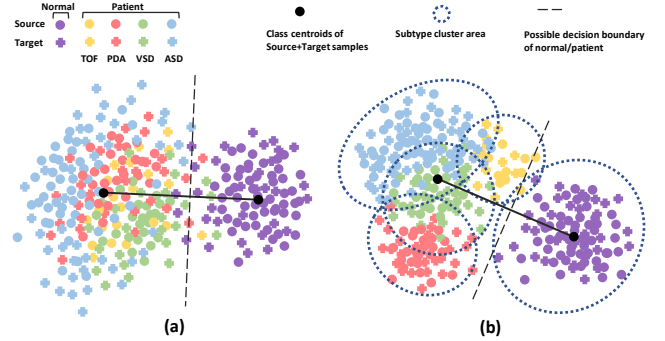 Normal Patient
Source
Target
TOF PDA VSD ASD
Class centroids of
Source+Target samples
Subtype cluster area
Possible decision boundary
of normal/patient
(a) (b)